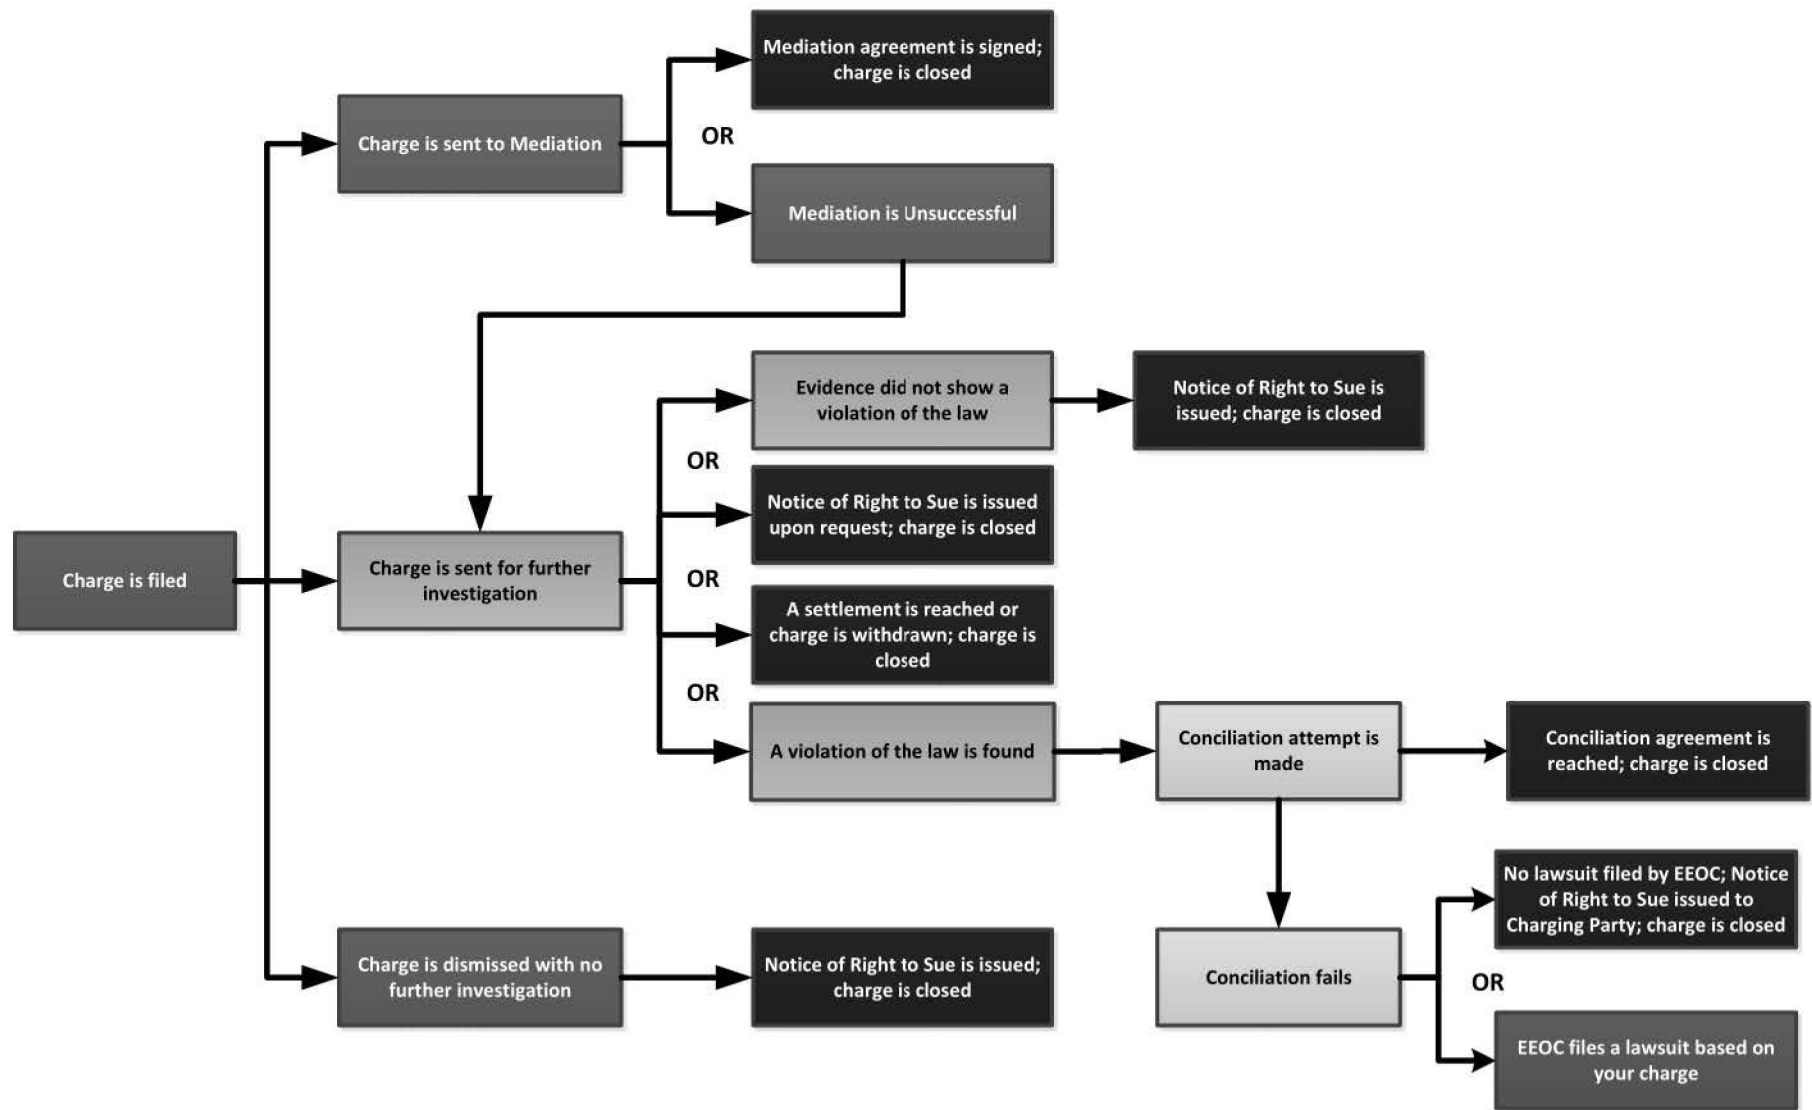 Mediation agreement is signed;
charge is closed
Charge is sent to Mediation
OR
Mediation is Unsuccessful
Evidence did not show a
violation of the law
Notice of Right to Sue is
issued; charge is closed
OR
Notice of Right to Sue is issued
upon request; charge is closed
Charge is filed
Charge is sent for further
investigation
OR
A settlement is reached or
charge is withdrawn; charge is
closed
OR
A violation of the law is found
Conciliation attempt is
made
Conciliation agreement is
reached; charge is closed
No lawsuit filed by EEOC; Notice
of Right to Sue issued to
Charging Party; charge is closed
Charge is dismissed with no
further investigation
Notice of Right to Sue is issued;
charge is closed
Conciliation fails
OR
EEOC files a lawsuit based on
your charge